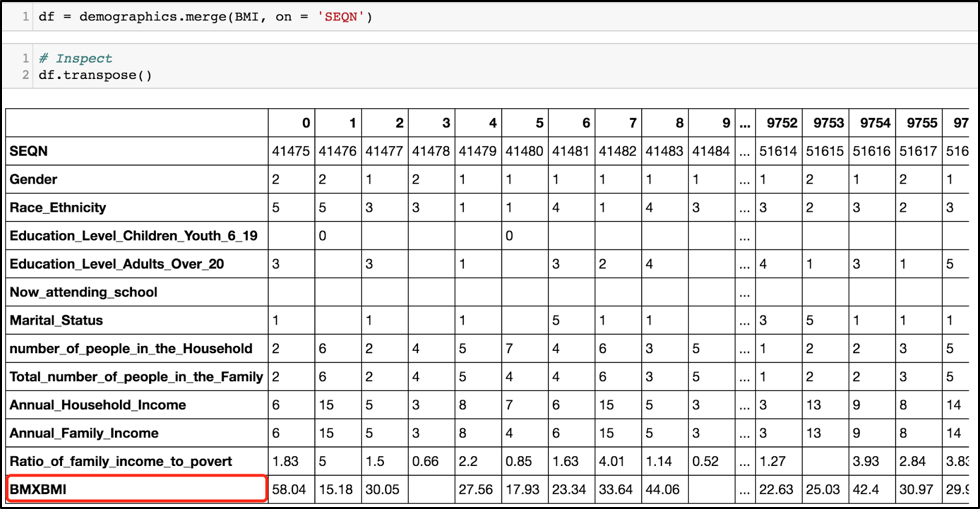 1 df = demographics.merge(BMI, on = 'SEQN')
1 # Inspect
2 df.transpose()
0 1 2 3 4 5 6 7 8 9 ... 9752 9753 9754 9755 97
SEQN 41475 41476 41477 41478 41479 41480 41481 41482 41483 41484 ... 51614 51615 51616 51617 516
Gender 2 2 1 2 1 1 1 1 1 1 ... 1 2 1 2 1
Race_Ethnicity 5 5 3 3 1 1 4 1 4 3 ... 3 2 3 2 3
Education_Level_Children_Youth_6_19 0 0 ...
Education_Level_Adults_Over_20 3 3 1 3 2 4 ... 4 1 3 1 5
Now_attending_school ...
Marital_Status 1 1 1 5 1 1 ... 3 5 1 1 1
number_of_people_in_the_Household 2 6 2 4 5 7 4 6 3 5 ... 1 2 2 3 5
Total_number_of_people_in_the_Family 2 6 2 4 5 4 4 6 3 5 ... 1 2 2 3 5
Annual_Household_Income 6 15 5 3 8 7 6 15 5 3 ... 3 13 9 8 14
Annual_Family_Income 6 15 5 3 8 4 6 15 5 3 ... 3 13 9 8 14
Ratio_of_family_income_to_povert 1.83 5 1.5 0.66 2.2 0.85 1.63 4.01 1.14 0.52 ... 1.27 3.93 2.84 3.83
BMXBMI 58.04 15.18 30.05 27.56 17.93 23.34 33.64 44.06 ... 22.63 25.03 42.4 30.97 29.9